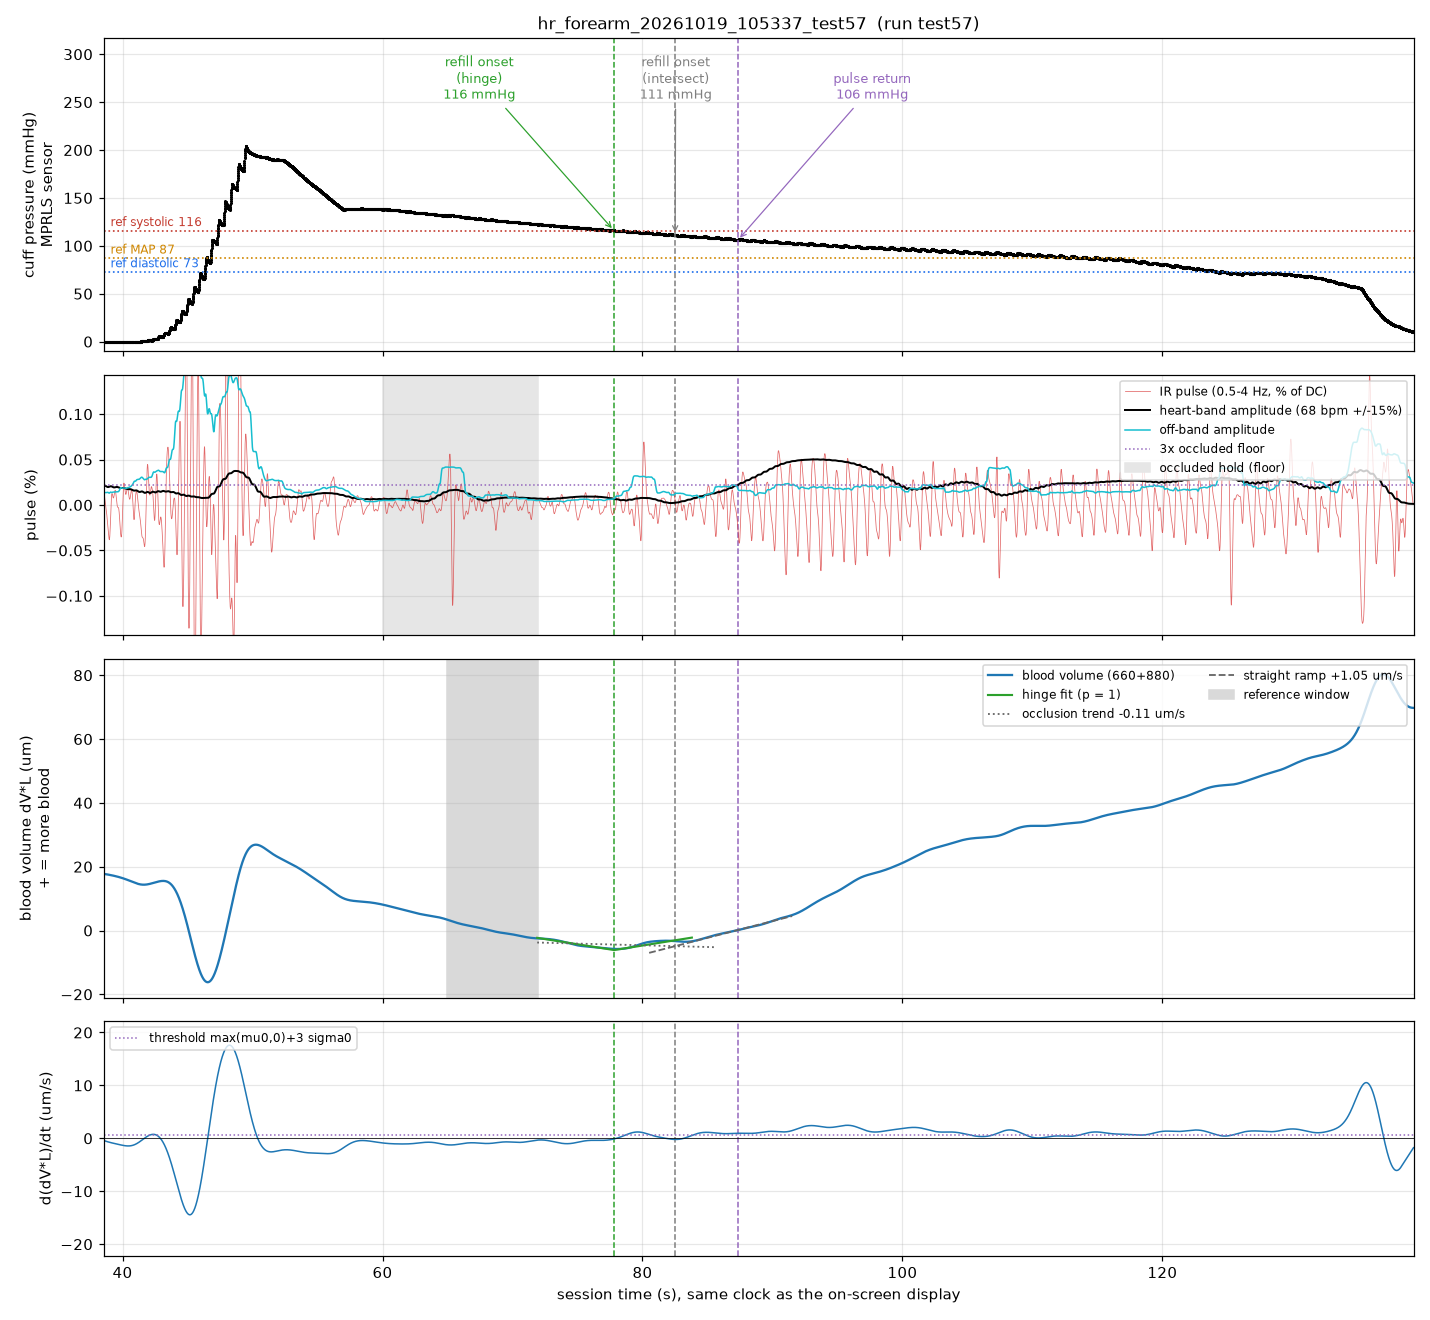 hr_forearm_20261019_105337_test57  (run test57)
refill onset
(hinge)
116 mmHg
refill onset
(intersect)
111 mmHg
pulse return
106 mmHg
ref systolic 116
ref MAP 87
ref diastolic 73
cuff pressure (mmHg)
MPRLS sensor
300
250
200
150
100
50
0
IR pulse (0.5-4 Hz, % of DC)
heart-band amplitude (68 bpm +/-15%)
off-band amplitude
3x occluded floor
occluded hold (floor)
pulse (%)
0.10
0.05
0.00
−0.05
−0.10
blood volume (660+880)
hinge fit (p = 1)
occlusion trend -0.11 um/s
straight ramp +1.05 um/s
reference window
blood volume dV*L (um)
+ = more blood
80
60
40
20
0
−20
threshold max(mu0,0)+3 sigma0
d(dV*L)/dt (um/s)
20
10
0
−10
−20
40
60
80
100
120
session time (s), same clock as the on-screen display